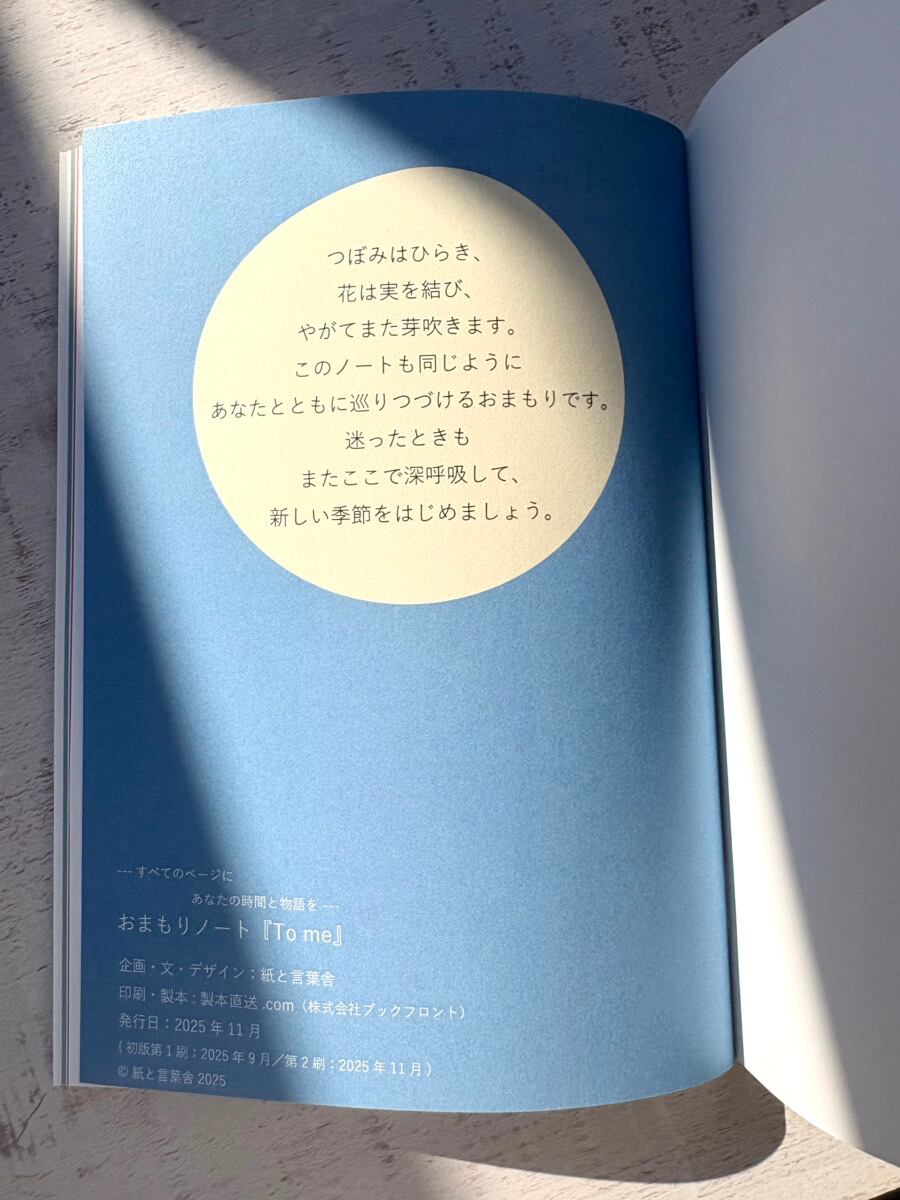 つぼみはひらき、
花は実を結び、
やがてまた芽吹きます。
このノートも同じように
あなたとともに巡りつづけるおまもりです。
迷ったときも
またここで深呼吸して、
新しい季節をはじめましょう。
--- すべてのページに
あなたの時間と物語を ---
おまもりノート『To me』
企画・文・デザイン：紙と言葉舎
印刷・製本 : 製本直送 .com（株式会社ブックフロント）
発行日：2025 年 11 月
( 初版第 1 刷：2025 年 9 月／第 2 刷：2025 年 11 月 )
© 紙と言葉舎 2025